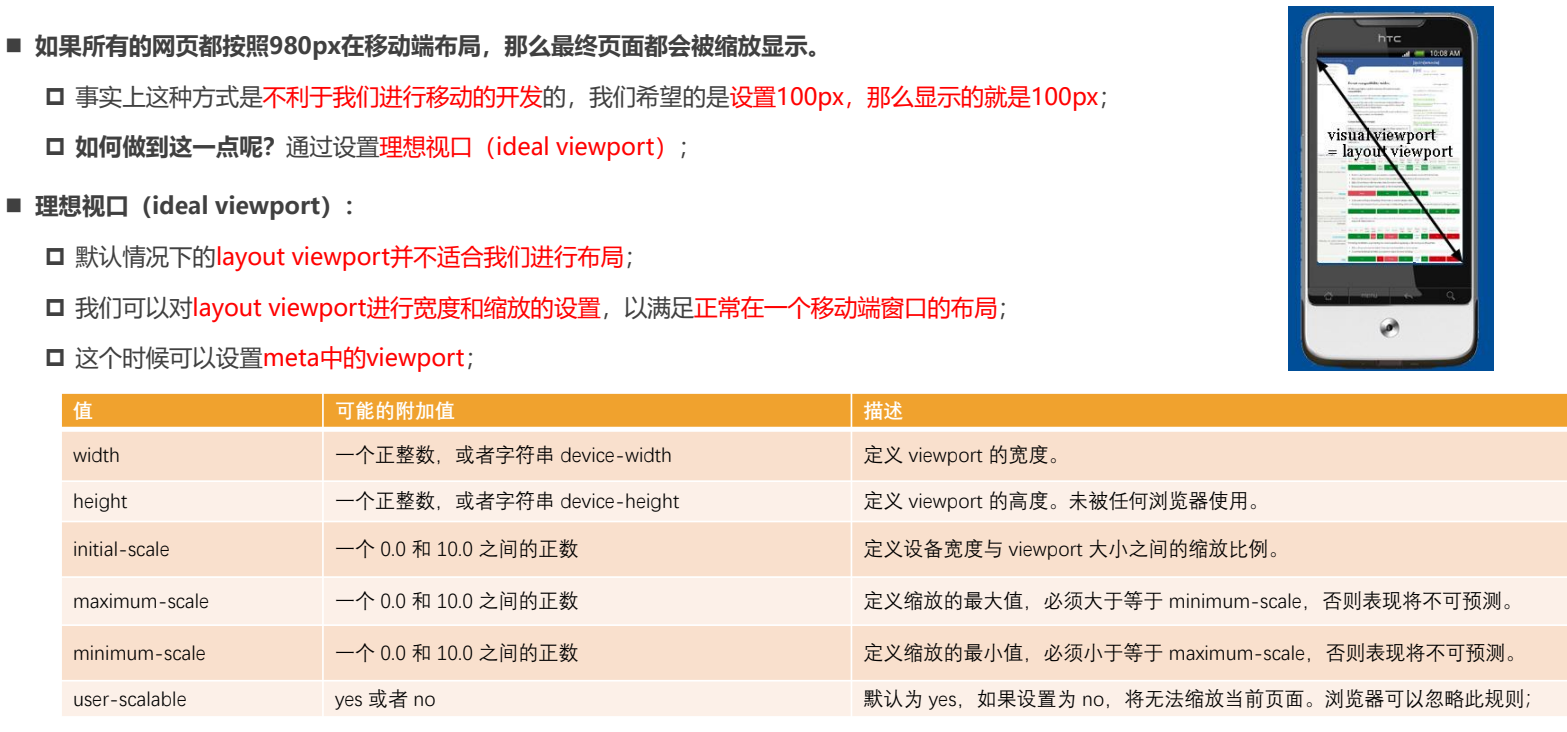 如果所有的网页都按照980px在移动端布局，那么最终页面都会被缩放显示。
事实上这种方式是不利于我们进行移动的开发的，我们希望的是设置100px，那么显示的就是100px；
如何做到这一点呢？通过设置理想视口（ideal viewport）；
理想视口（ideal viewport）：
默认情况下的layout viewport并不适合我们进行布局；
我们可以对layout viewport进行宽度和缩放的设置，以满足正常在一个移动端窗口的布局；
这个时候可以设置meta中的viewport；
hTC
10:08 AM
visual viewport
= layout viewport
menu
值 可能的附加值 描述
width 一个正整数，或者字符串 device-width 定义 viewport 的宽度。
height 一个正整数，或者字符串 device-height 定义 viewport 的高度。未被任何浏览器使用。
initial-scale 一个 0.0 和 10.0 之间的正数 定义设备宽度与 viewport 大小之间的缩放比例。
maximum-scale 一个 0.0 和 10.0 之间的正数 定义缩放的最大值，必须大于等于 minimum-scale，否则表现将不可预测。
minimum-scale 一个 0.0 和 10.0 之间的正数 定义缩放的最小值，必须小于等于 maximum-scale，否则表现将不可预测。
user-scalable yes 或者 no 默认为 yes，如果设置为 no，将无法缩放当前页面。浏览器可以忽略此规则；